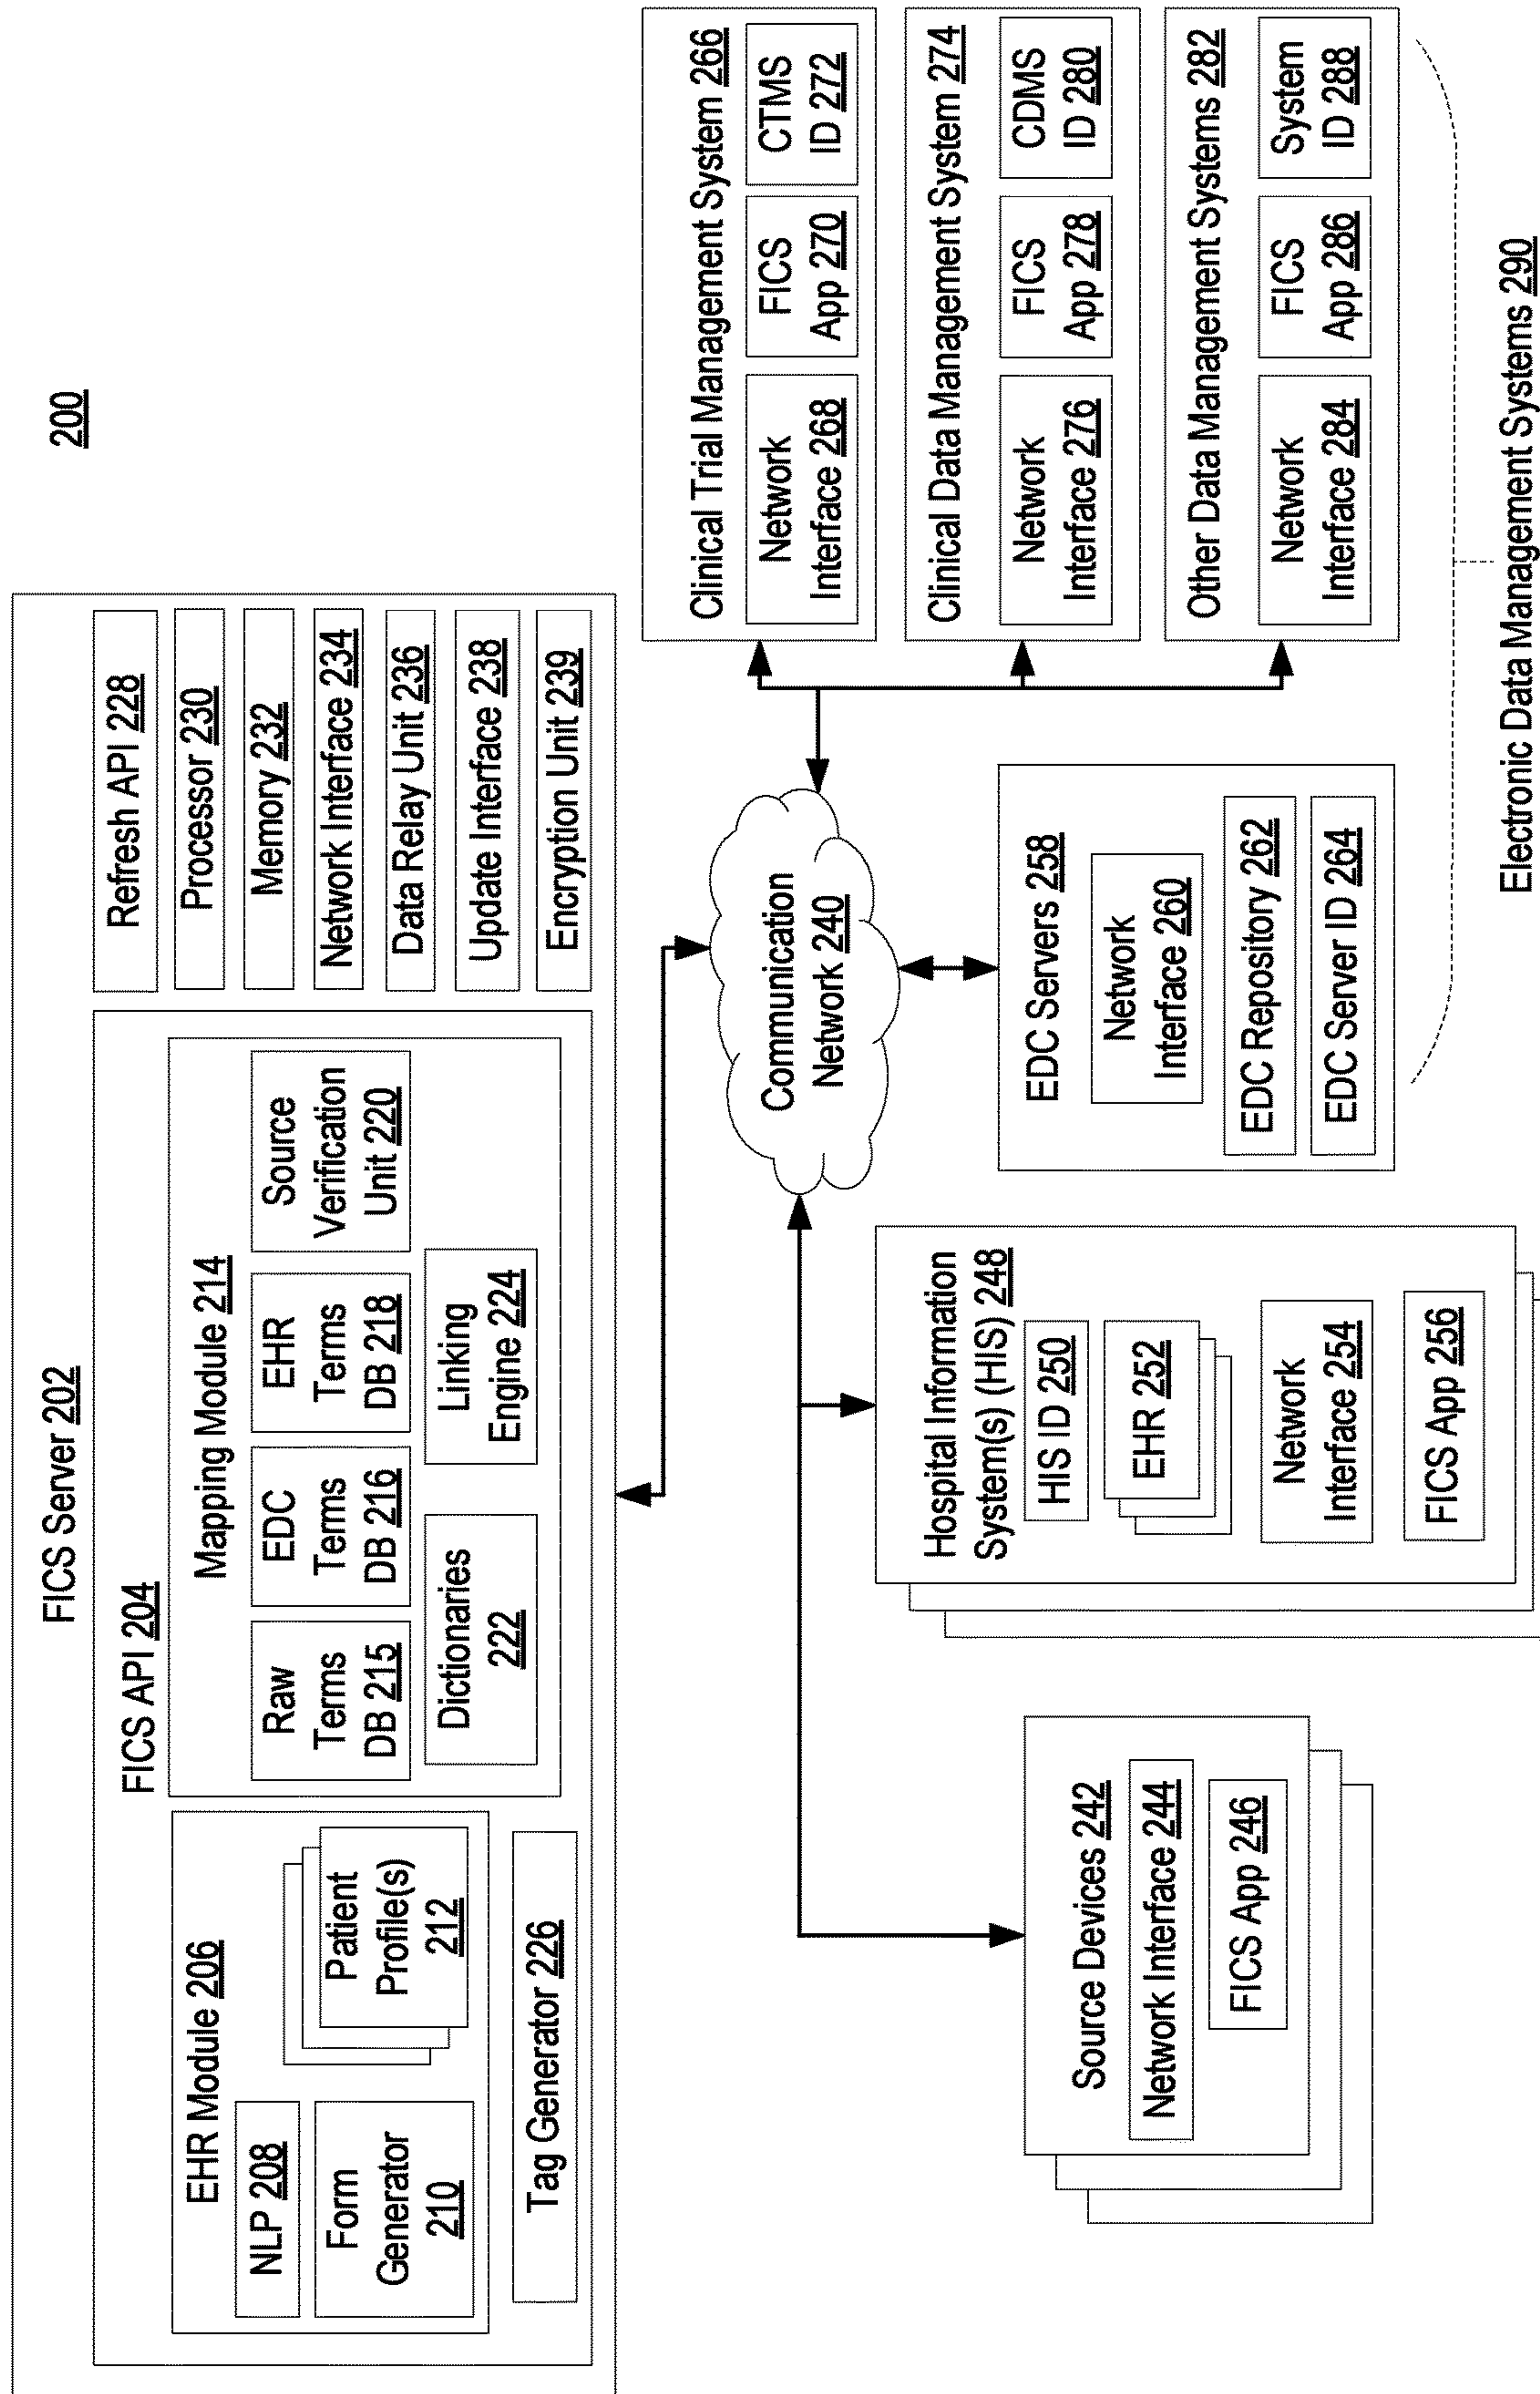 200
FICS Server 202
FICS API 204
EHR Module 206
NLP 208
Form
Generator
210
Patient
Profile(s)
212
Tag Generator 226
Mapping Module 214
Raw
Terms
DB 215
EDC
Terms
DB 216
EHR
Terms
DB 218
Source
Verification
Unit 220
Dictionaries
222
Linking
Engine 224
Refresh API 228
Processor 230
Memory 232
Network Interface 234
Data Relay Unit 236
Update Interface 238
Encryption Unit 239
Communication
Network 240
Source Devices 242
Network Interface 244
FICS App 246
Hospital Information
System(s) (HIS) 248
HIS ID 250
EHR 252
Network
Interface 254
FICS App 256
EDC Servers 258
Network
Interface 260
EDC Repository 262
EDC Server ID 264
Clinical Trial Management System 266
Network
Interface 268
FICS
App 270
CTMS
ID 272
Clinical Data Management System 274
Network
Interface 276
FICS
App 278
CDMS
ID 280
Other Data Management Systems 282
Network
Interface 284
FICS
App 286
System
ID 288
Electronic Data Management Systems 290